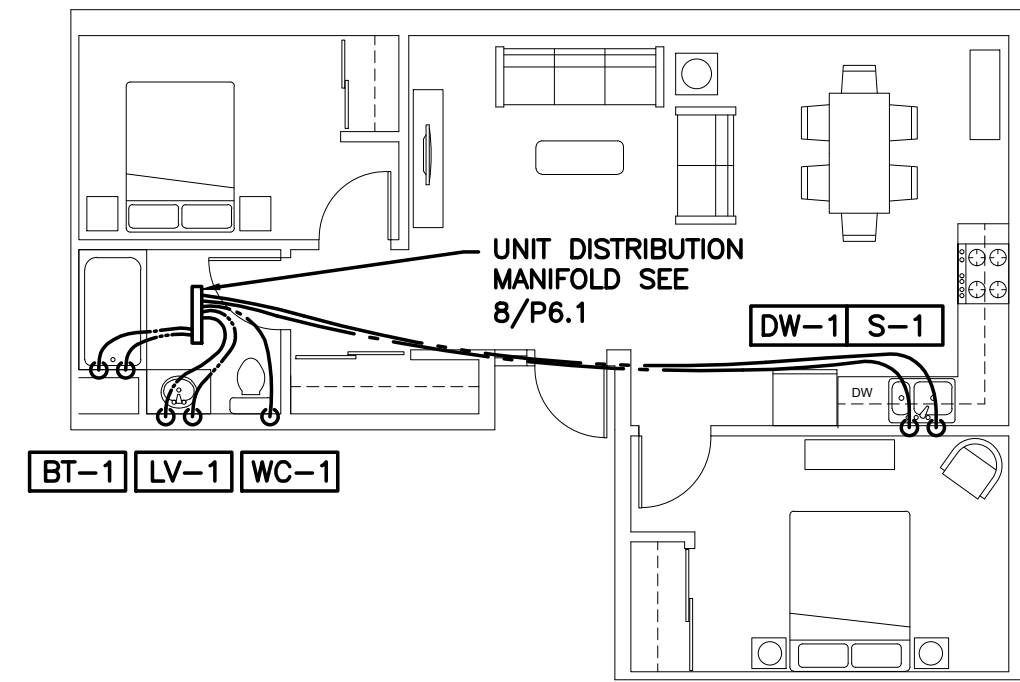 UNIT DISTRIBUTION
MANIFOLD SEE
8/P6.1
DW-1 S-1
DW
BT-1 LV-1 WC-1